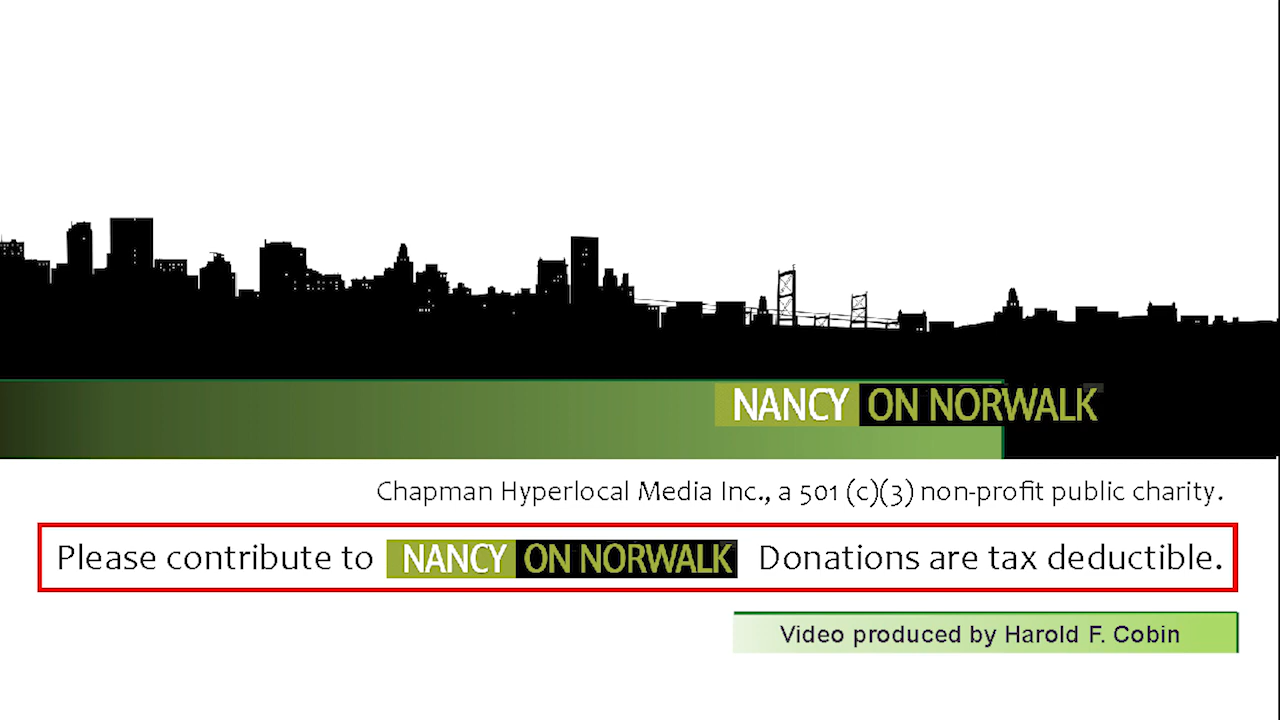 NANCY ON NORWALK
Chapman Hyperlocal Media Inc., a 501 (c)(3) non-profit public charity.
Please contribute to NANCY ON NORWALK Donations are tax deductible.
Video produced by Harold F. Cobin